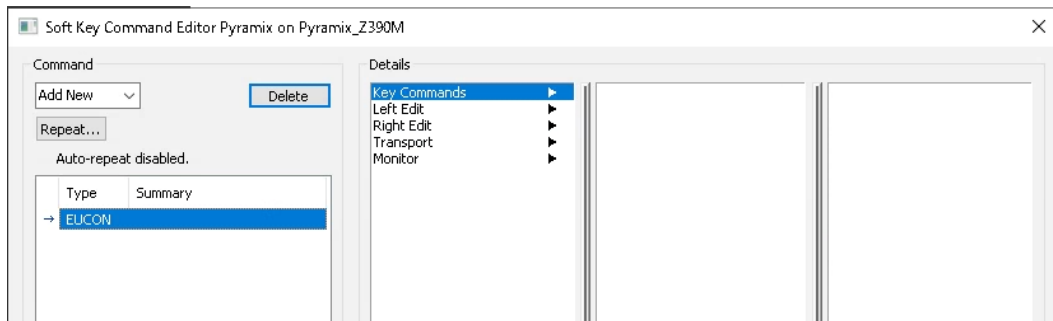 Soft Key Command Editor Pyramix on Pyramix_Z390M
Command
Add New
Delete
Repeat...
Auto-repeat disabled.
Type Summary
EUCON
Details
Key Commands
Left Edit
Right Edit
Transport
Monitor